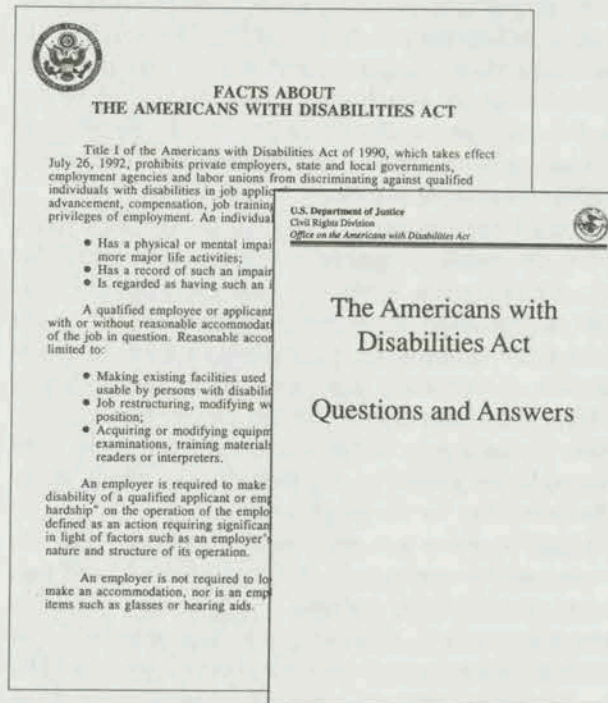 FACTS ABOUT
THE AMERICANS WITH DISABILITIES ACT
Title I of the Americans with Disabilities Act of 1990, which takes effect
July 26, 1992, prohibits private employers, state and local governments,
employment agencies and labor unions from discriminating against qualified
individuals with disabilities in job applic
advancement, compensation, job training
privileges of employment. An individual
• Has a physical or mental impai
more major life activities;
• Has a record of such an impair
• Is regarded as having such an i
A qualified employee or applicant
with or without reasonable accommodati
of the job in question. Reasonable accor
limited to:
• Making existing facilities used
usable by persons with disabilit
• Job restructuring, modifying w
position;
• Acquiring or modifying equipm
examinations, training materials
readers or interpreters.
An employer is required to make
disability of a qualified applicant or emp
hardship" on the operation of the emplo
defined as an action requiring significan
in light of factors such as an employer's
nature and structure of its operation.
An employer is not required to lo
make an accommodation, nor is an emp
items such as glasses or hearing aids.
U.S. Department of Justice
Civil Rights Division
Office on the Americans with Disabilities Act
The Americans with
Disabilities Act
Questions and Answers